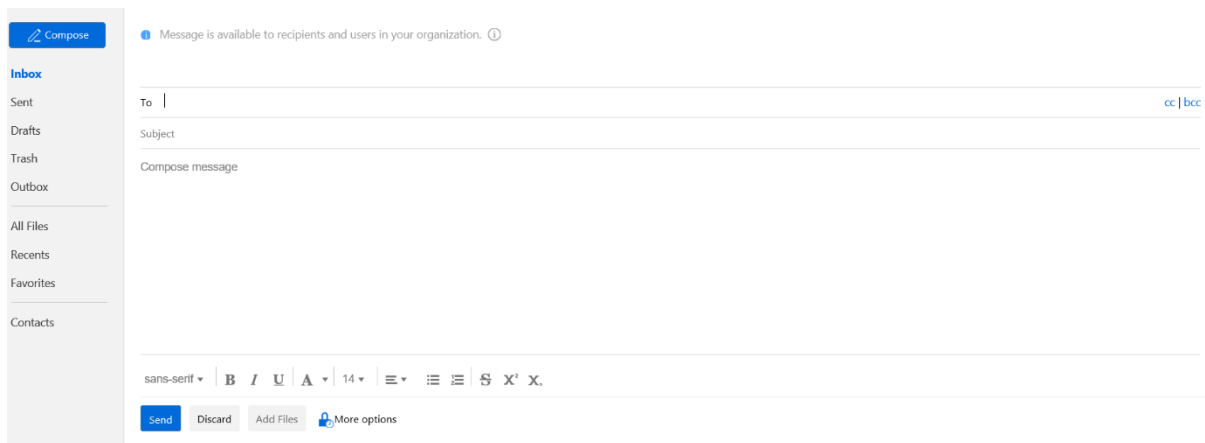 Compose
Inbox
Sent
Drafts
Trash
Outbox
All Files
Recents
Favorites
Contacts
Message is available to recipients and users in your organization.
To
cc | bcc
Subject
Compose message
sans-serif B I U A 14 S X² X,
Send Discard Add Files More options